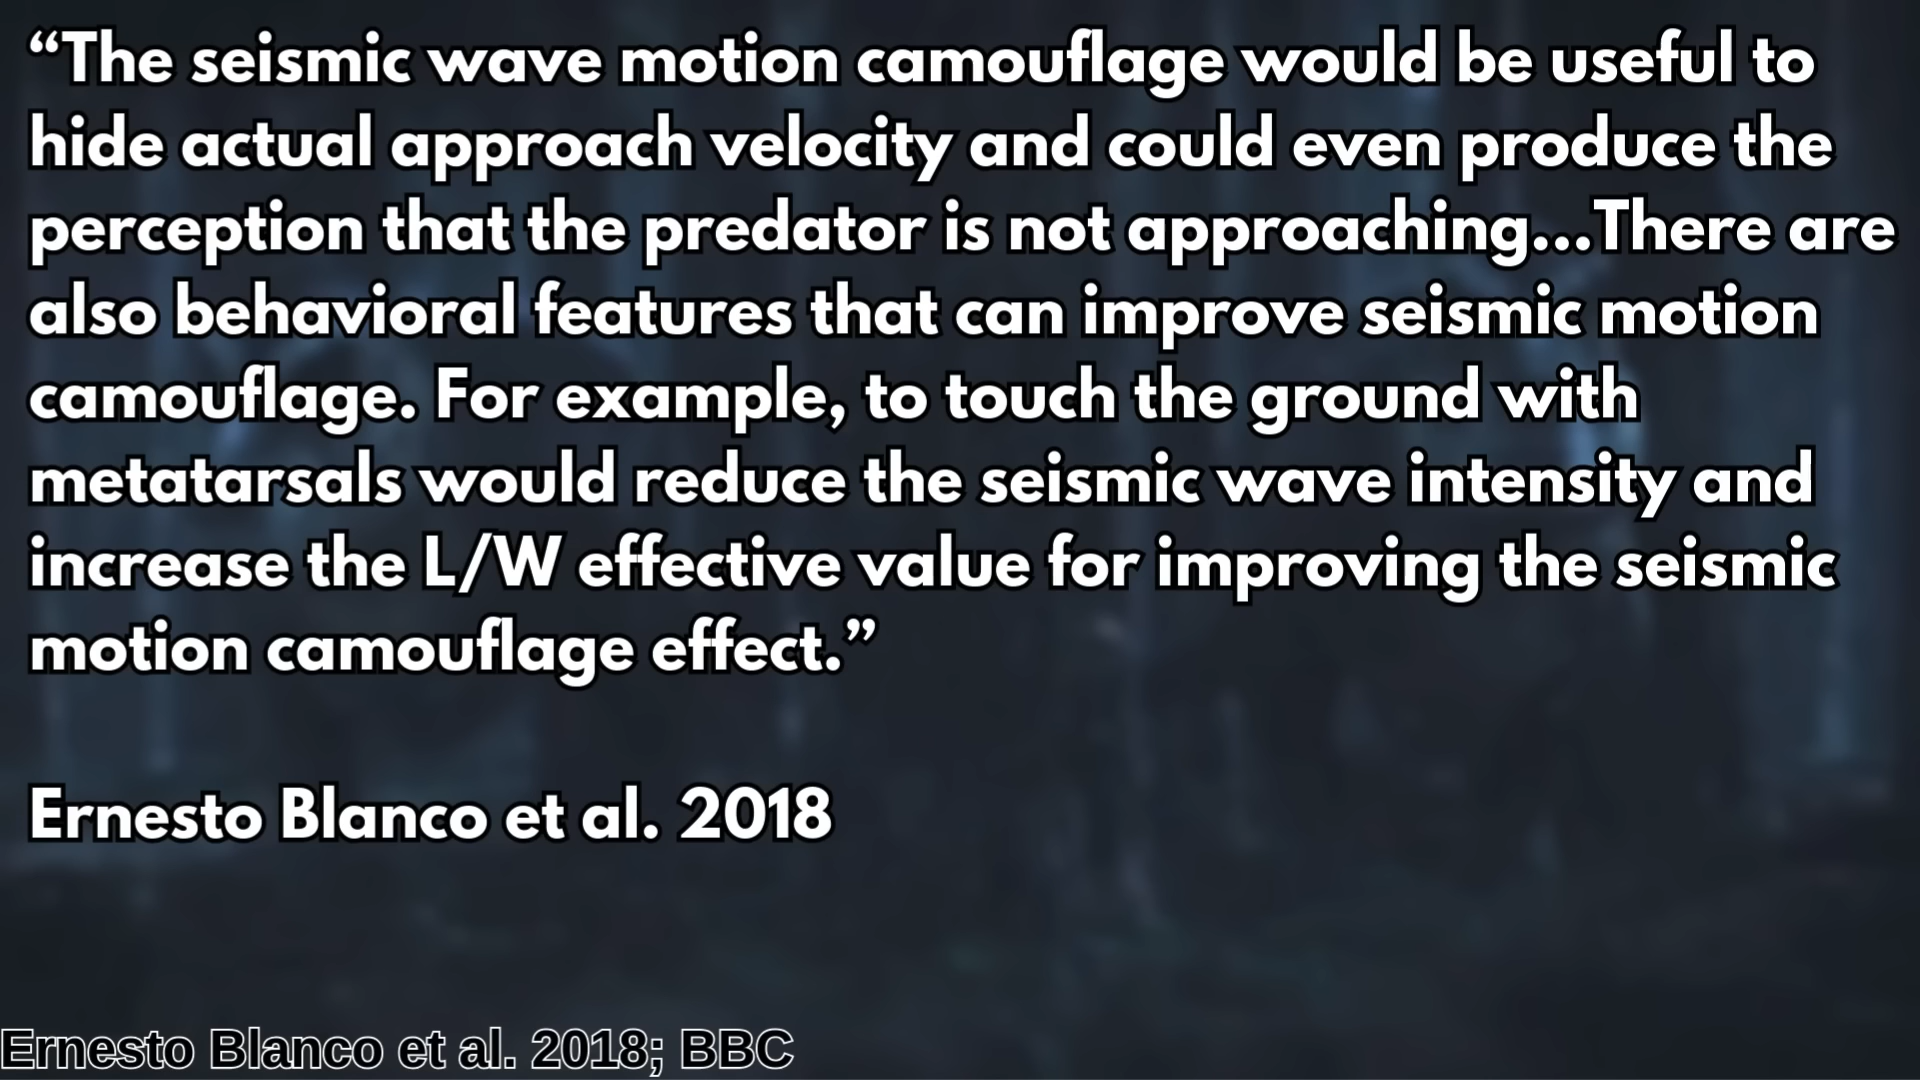 “The seismic wave motion camouflage would be useful to
hide actual approach velocity and could even produce the
perception that the predator is not approaching...There are
also behavioral features that can improve seismic motion
camouflage. For example, to touch the ground with
metatarsals would reduce the seismic wave intensity and
increase the L/W effective value for improving the seismic
motion camouflage effect.”
Ernesto Blanco et al. 2018
Ernesto Blanco et al. 2018; BBC